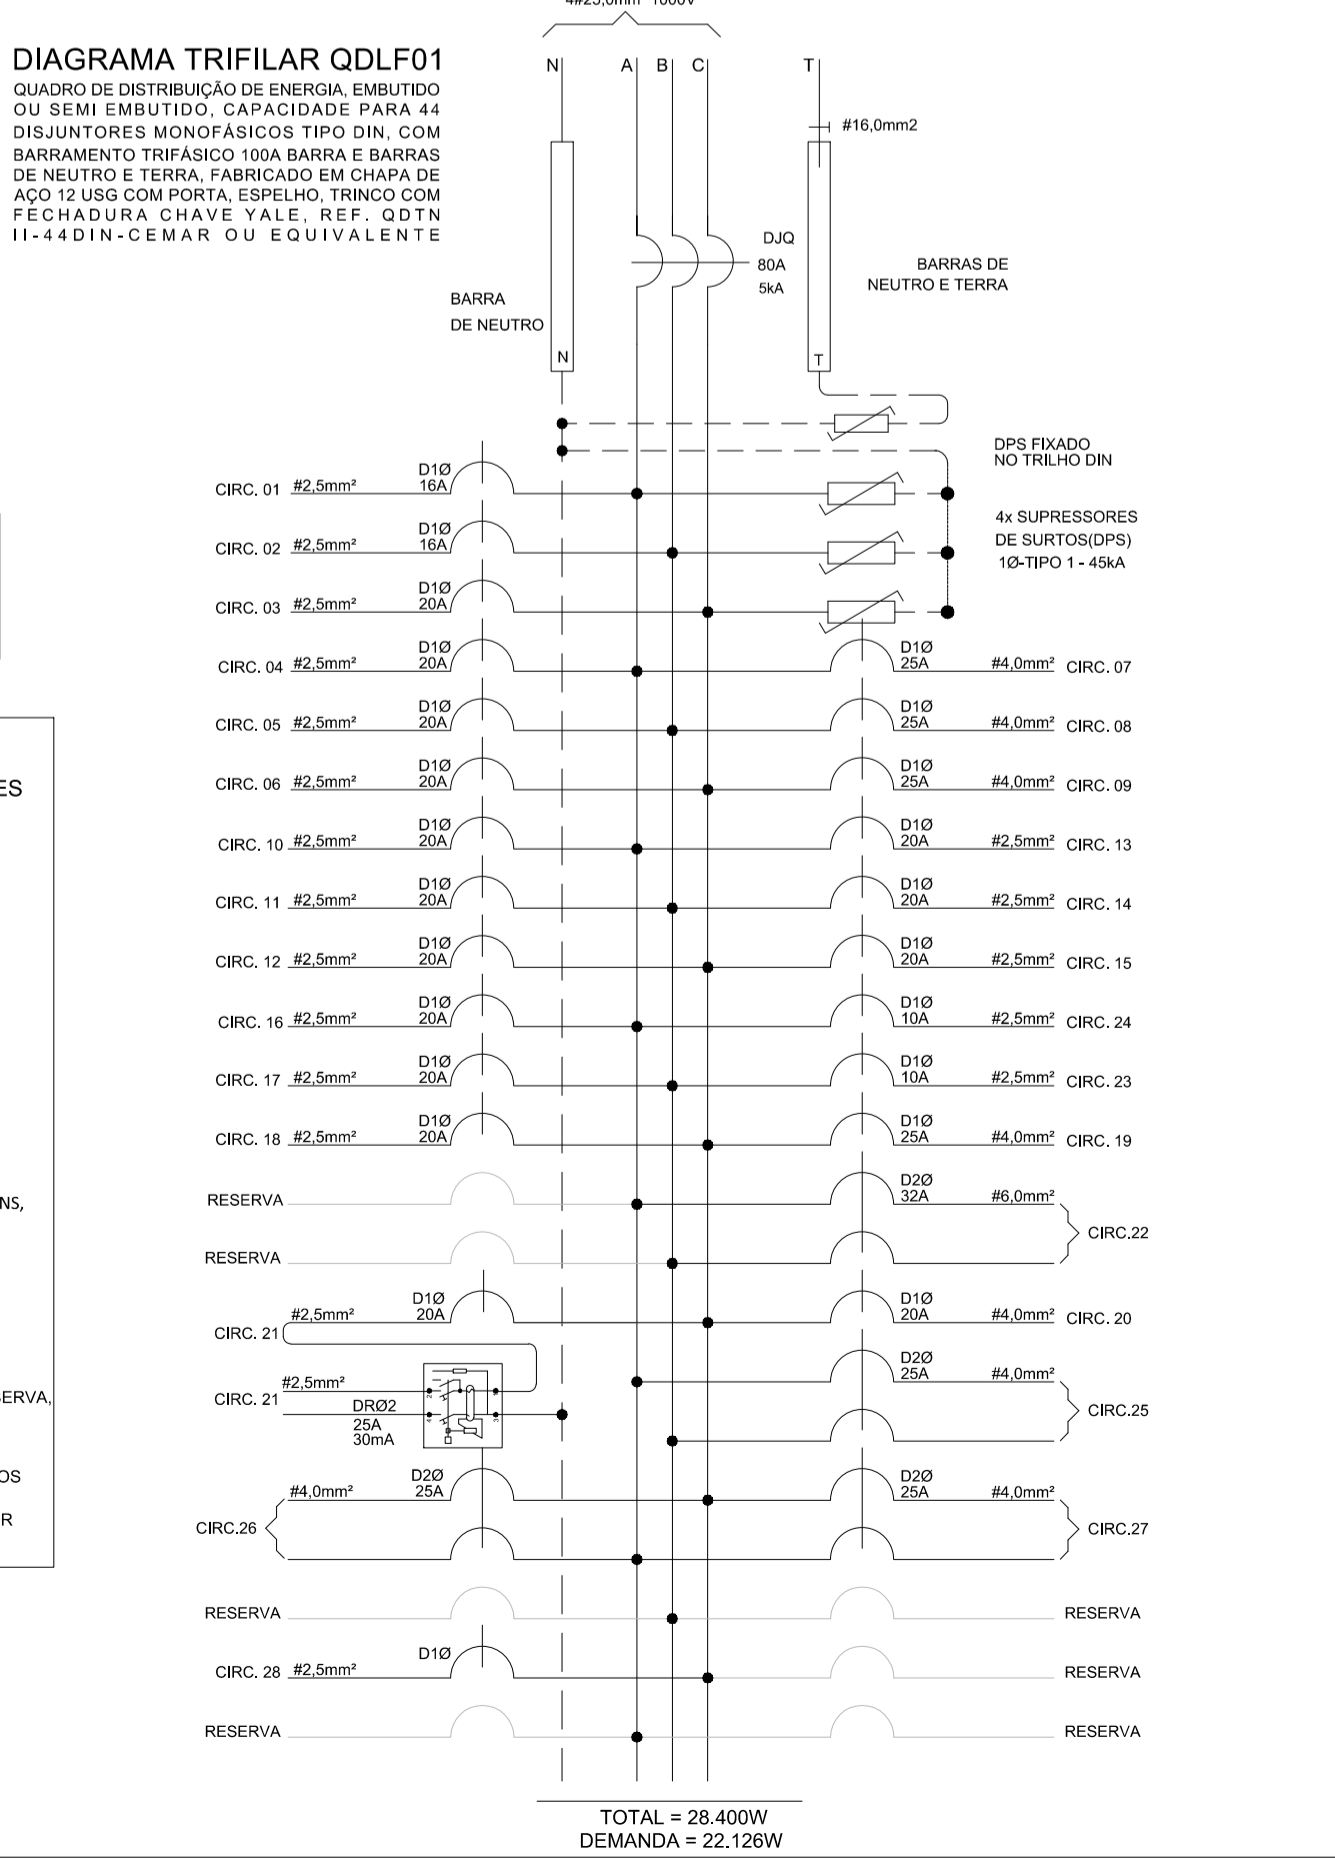 DIAGRAMA TRIFILAR QDLF01
QUADRO DE DISTRIBUIÇÃO DE ENERGIA, EMBUTIDO
OU SEMI EMBUTIDO, CAPACIDADE PARA 44
DISJUNTORES MONOFÁSICOS TIPO DIN, COM
BARRAMENTO TRIFÁSICO 100A BARRA E BARRAS
DE NEUTRO E TERRA, FABRICADO EM CHAPA DE
AÇO 12 USG COM PORTA, ESPELHO, TRINCO COM
FECHADURA CHAVE YALE, REF. QDTN
II-44DIN-CEMAR OU EQUIVALENTE
N A B C T
#16,0mm2
DJQ
80A
5kA
BARRAS DE
NEUTRO E TERRA
BARRA
DE NEUTRO
N
T
DPS FIXADO
NO TRILHO DIN
4x SUPRESSORES
DE SURTOS(DPS)
1Ø-TIPO 1 - 45kA
CIRC. 01 #2,5mm² D1Ø 16A
CIRC. 02 #2,5mm² D1Ø 16A
CIRC. 03 #2,5mm² D1Ø 20A
CIRC. 04 #2,5mm² D1Ø 20A D1Ø 25A #4,0mm² CIRC. 07
CIRC. 05 #2,5mm² D1Ø 20A D1Ø 25A #4,0mm² CIRC. 08
CIRC. 06 #2,5mm² D1Ø 20A D1Ø 25A #4,0mm² CIRC. 09
CIRC. 10 #2,5mm² D1Ø 20A D1Ø 20A #2,5mm² CIRC. 13
CIRC. 11 #2,5mm² D1Ø 20A D1Ø 20A #2,5mm² CIRC. 14
CIRC. 12 #2,5mm² D1Ø 20A D1Ø 20A #2,5mm² CIRC. 15
CIRC. 16 #2,5mm² D1Ø 20A D1Ø 10A #2,5mm² CIRC. 24
CIRC. 17 #2,5mm² D1Ø 20A D1Ø 10A #2,5mm² CIRC. 23
CIRC. 18 #2,5mm² D1Ø 20A D1Ø 25A #4,0mm² CIRC. 19
RESERVA D2Ø 32A #6,0mm²
CIRC.22
RESERVA
#2,5mm² D1Ø 20A D1Ø 20A #4,0mm² CIRC. 20
CIRC. 21
D2Ø 25A #4,0mm²
#2,5mm²
CIRC. 21
DRØ2
25A
30mA
CIRC.25
#4,0mm² D2Ø 25A D2Ø 25A #4,0mm²
CIRC.26 CIRC.27
RESERVA RESERVA
CIRC. 28 #2,5mm² D1Ø RESERVA
RESERVA RESERVA
TOTAL = 28.400W
DEMANDA = 22.126W
ES
NS,
SERVA,
OS
R